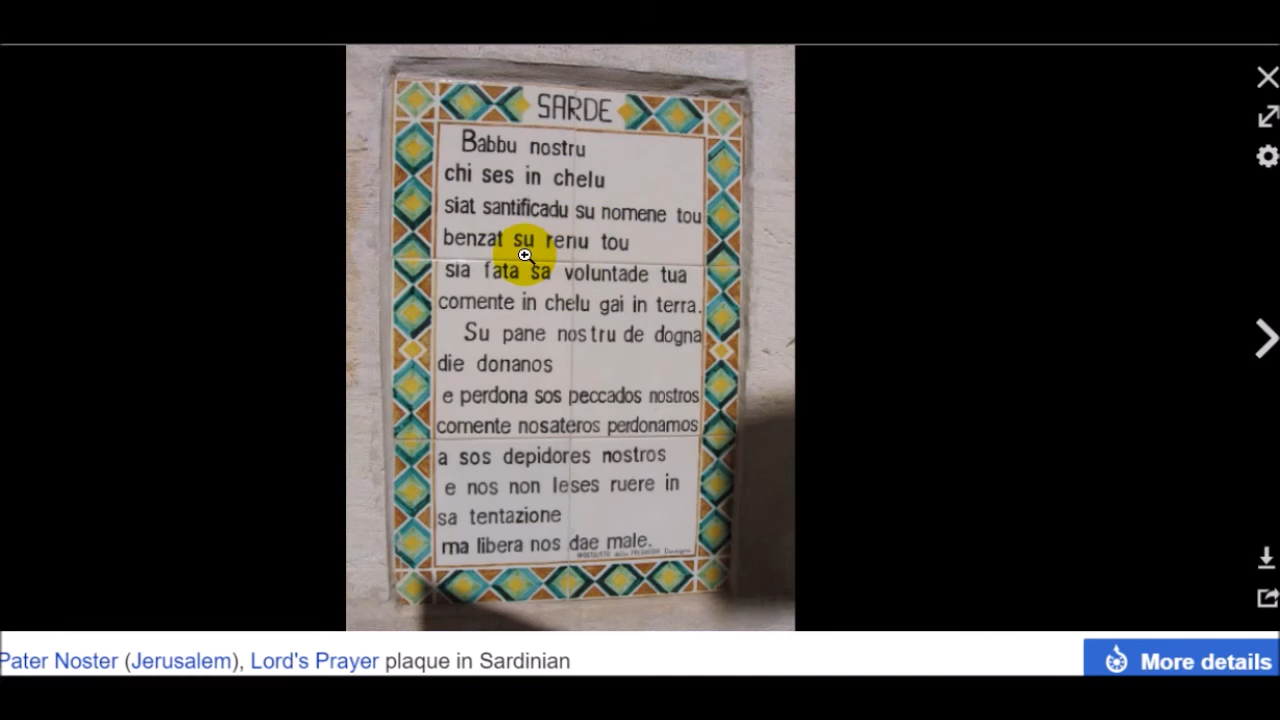 SARDE
Babbu nostru
chi ses in chelu
siat santificadu su nomene tou
benzat su renu tou
sia fata sa voluntade tua
comente in chelu gai in terra.
Su pane nostru de dogna
die donanos
e perdona sos peccados nostros
comente nosateros perdonamos
a sos depidores nostros
e nos non leses ruere in
sa tentazione
ma libera nos dae male.
Pater Noster (Jerusalem), Lord's Prayer plaque in Sardinian
More details